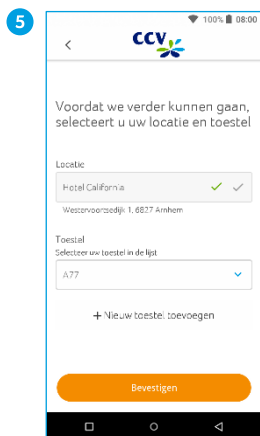 5
100% 08:00
CCV
Voordat we verder kunnen gaan,
selecteert u uw locatie en toestel
Locatie
Hotel California
Westervoortsedijk 1, 6827 Arnhem
Toestel
Selecteer uw toestel in de lijst
A77
+ Nieuw toestel toevoegen
Bevestigen